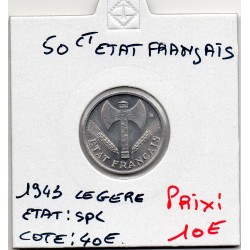 50 ct ETAT FRANÇAIS
ETAT FRANÇAIS
1943 LEGERE
ETAT: SPL
COTE: 40E.
PRIX:
10E